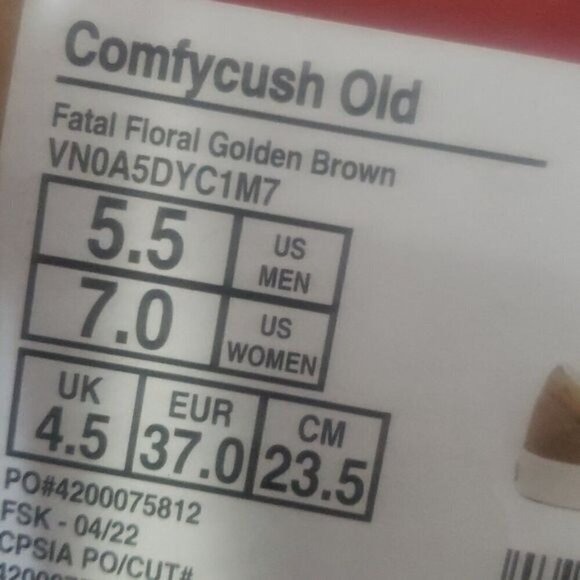 Comfycush Old
Fatal Floral Golden Brown
VN0A5DYC1M7
5.5 US MEN
7.0 US WOMEN
UK EUR CM
4.5 37.0 23.5
PO#4200075812
FSK - 04/22
CPSIA PO/CUT#